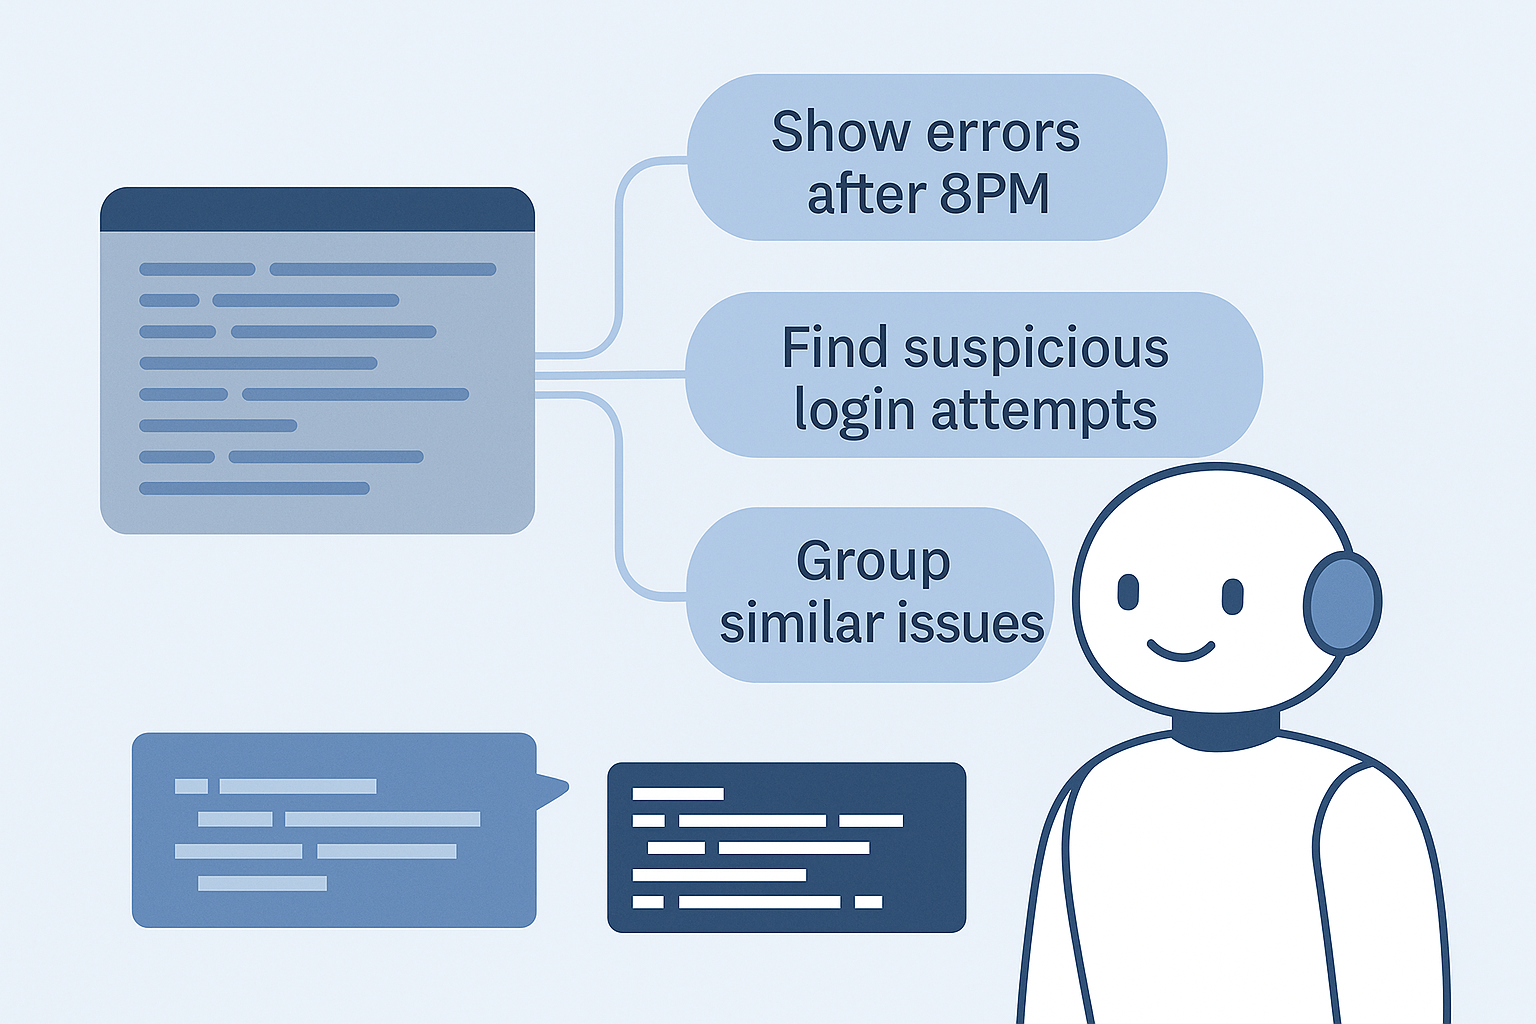 Show errors
after 8PM
Find suspicious
login attempts
Group
similar issues